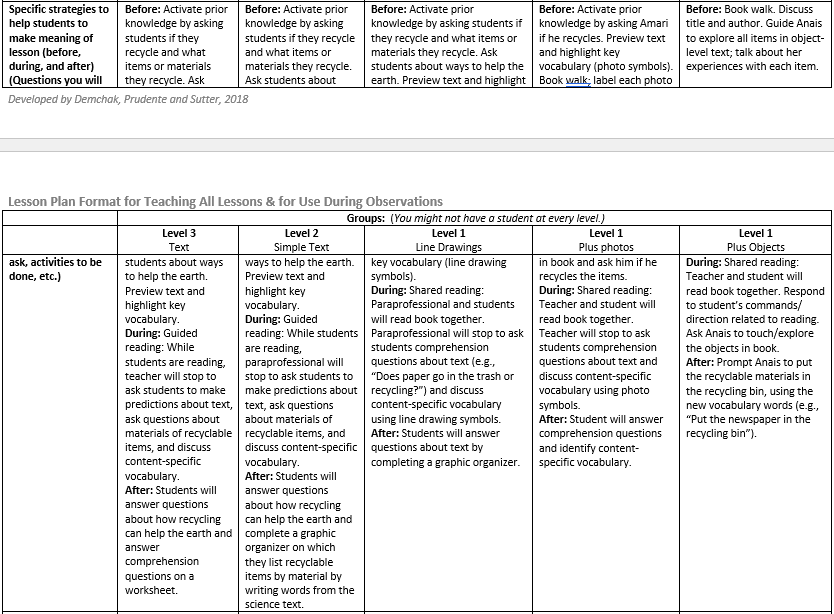 Specific strategies to
help students to
make meaning of
lesson (before,
during, and after)
(Questions you will
Before: Activate prior
knowledge by asking
students if they
recycle and what
items or materials
they recycle. Ask
Before: Activate prior
knowledge by asking
students if they recycle
and what items or
materials they recycle.
Ask students about
Before: Activate prior
knowledge by asking students if
they recycle and what items or
materials they recycle. Ask
students about ways to help the
earth. Preview text and highlight
Before: Activate prior
knowledge by asking Amari
if he recycles. Preview text
and highlight key
vocabulary (photo symbols).
Book walk; label each photo
Before: Book walk. Discuss
title and author. Guide Anais
to explore all items in object-
level text; talk about her
experiences with each item.
Developed by Demchak, Prudente and Sutter, 2018
Lesson Plan Format for Teaching All Lessons & for Use During Observations
Groups: (You might not have a student at every level.)
Level 3
Text
Level 2
Simple Text
Level 1
Line Drawings
Level 1
Plus photos
Level 1
Plus Objects
ask, activities to be
done, etc.)
students about ways
to help the earth.
Preview text and
highlight key
vocabulary.
During: Guided
reading: While
students are reading,
teacher will stop to
ask students to make
predictions about text,
ask questions about
materials of recyclable
items, and discuss
content-specific
vocabulary.
After: Students will
answer questions
about how recycling
can help the earth and
answer
comprehension
questions on a
worksheet.
ways to help the earth.
Preview text and
highlight key
vocabulary.
During: Guided
reading: While students
are reading,
paraprofessional will
stop to ask students to
make predictions about
text, ask questions
about materials of
recyclable items, and
discuss content-specific
vocabulary.
After: Students will
answer questions
about how recycling
can help the earth and
complete a graphic
organizer on which
they list recyclable
items by material by
writing words from the
science text.
key vocabulary (line drawing
symbols).
During: Shared reading:
Paraprofessional and students
will read book together.
Paraprofessional will stop to ask
students comprehension
questions about text (e.g.,
“Does paper go in the trash or
recycling?”) and discuss
content-specific vocabulary
using line drawing symbols.
After: Students will answer
questions about text by
completing a graphic organizer.
in book and ask him if he
recycles the items.
During: Shared reading:
Teacher and student will
read book together.
Teacher will stop to ask
students comprehension
questions about text and
discuss content-specific
vocabulary using photo
symbols.
After: Student will answer
comprehension questions
and identify content-
specific vocabulary.
During: Shared reading:
Teacher and student will
read book together. Respond
to student’s commands/
direction related to reading.
Ask Anais to touch/explore
the objects in book.
After: Prompt Anais to put
the recyclable materials in
the recycling bin, using the
new vocabulary words (e.g.,
“Put the newspaper in the
recycling bin”).